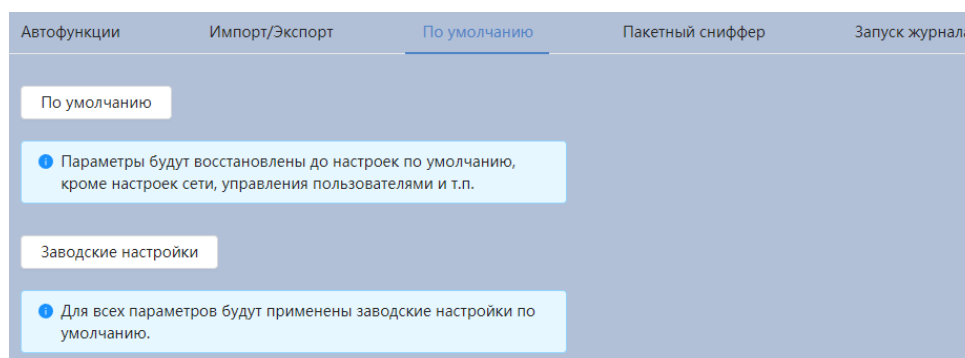 Автофункции Импорт/Экспорт По умолчанию Пакетный сниффер Запуск журнала
По умолчанию
Параметры будут восстановлены до настроек по умолчанию,
кроме настроек сети, управления пользователями и т.п.
Заводские настройки
Для всех параметров будут применены заводские настройки по
умолчанию.